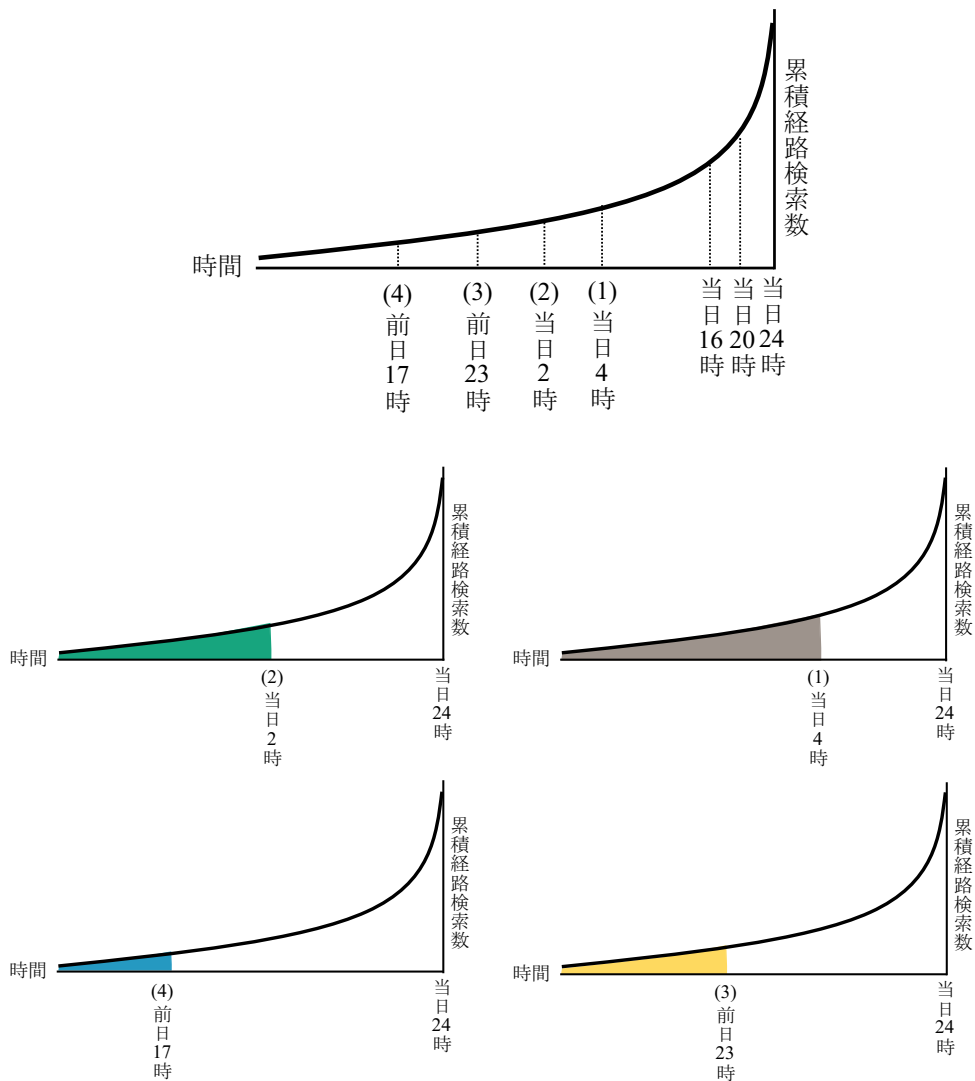 累積経路検索数
時間
(4)前日17時
(3)前日23時
(2)当日2時
(1)当日4時
当日16時
当日20時
当日24時
累積経路検索数
時間
(2)当日2時
当日24時
累積経路検索数
時間
(1)当日4時
当日24時
累積経路検索数
時間
(4)前日17時
当日24時
累積経路検索数
時間
(3)前日23時
当日24時